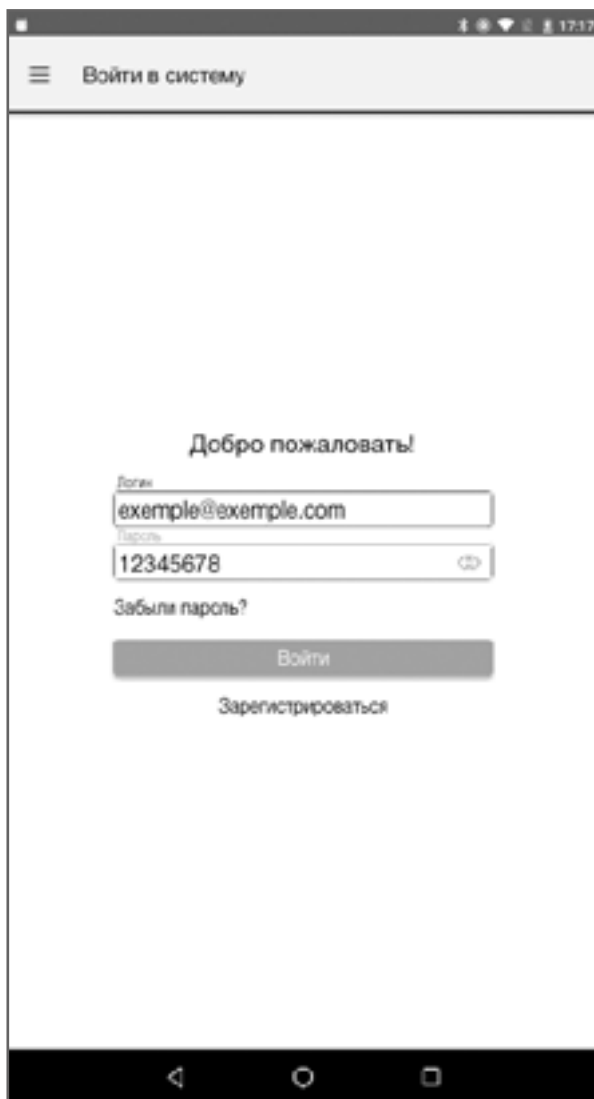 17:17
Войти в систему
Добро пожаловать!
Логин
exemple@exemple.com
Пароль
12345678
Забыли пароль?
Войти
Зарегистрироваться